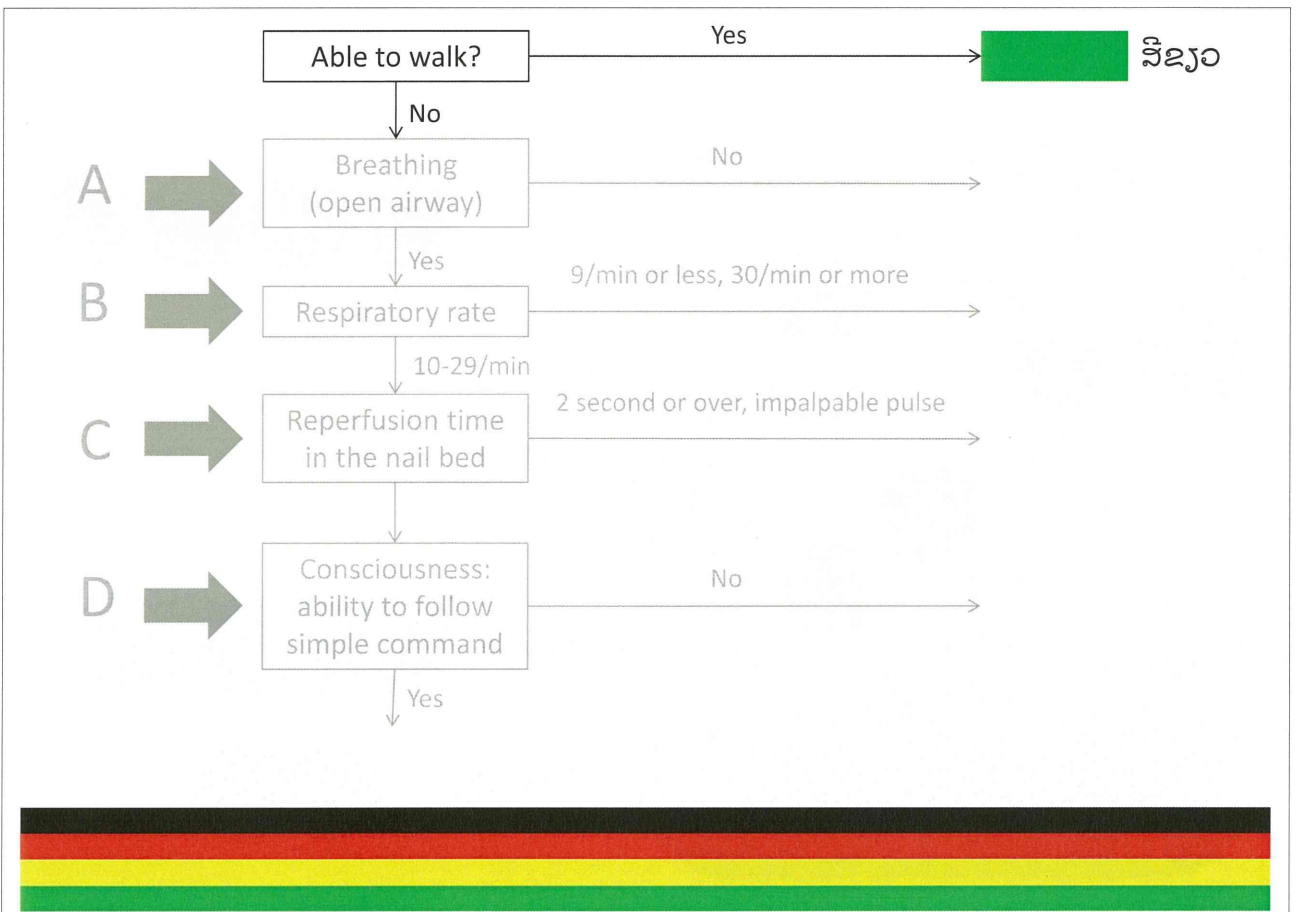 Able to walk?
Yes
ສີຂຽວ
No
A
Breathing
(open airway)
No
Yes
B
Respiratory rate
9/min or less, 30/min or more
10-29/min
C
Reperfusion time
in the nail bed
2 second or over, impalpable pulse
D
Consciousness:
ability to follow
simple command
No
Yes